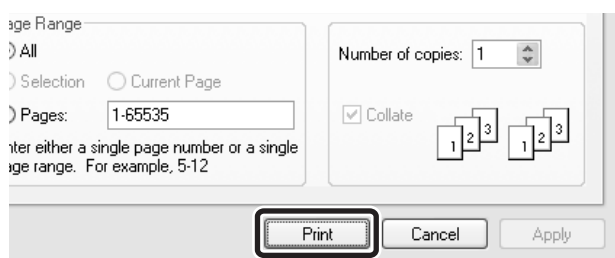 age Range
All
Selection Current Page
Pages: 1-65535
nter either a single page number or a single
age range. For example, 5-12
Number of copies: 1
Collate
1 2 3 1 2 3
Print Cancel Apply